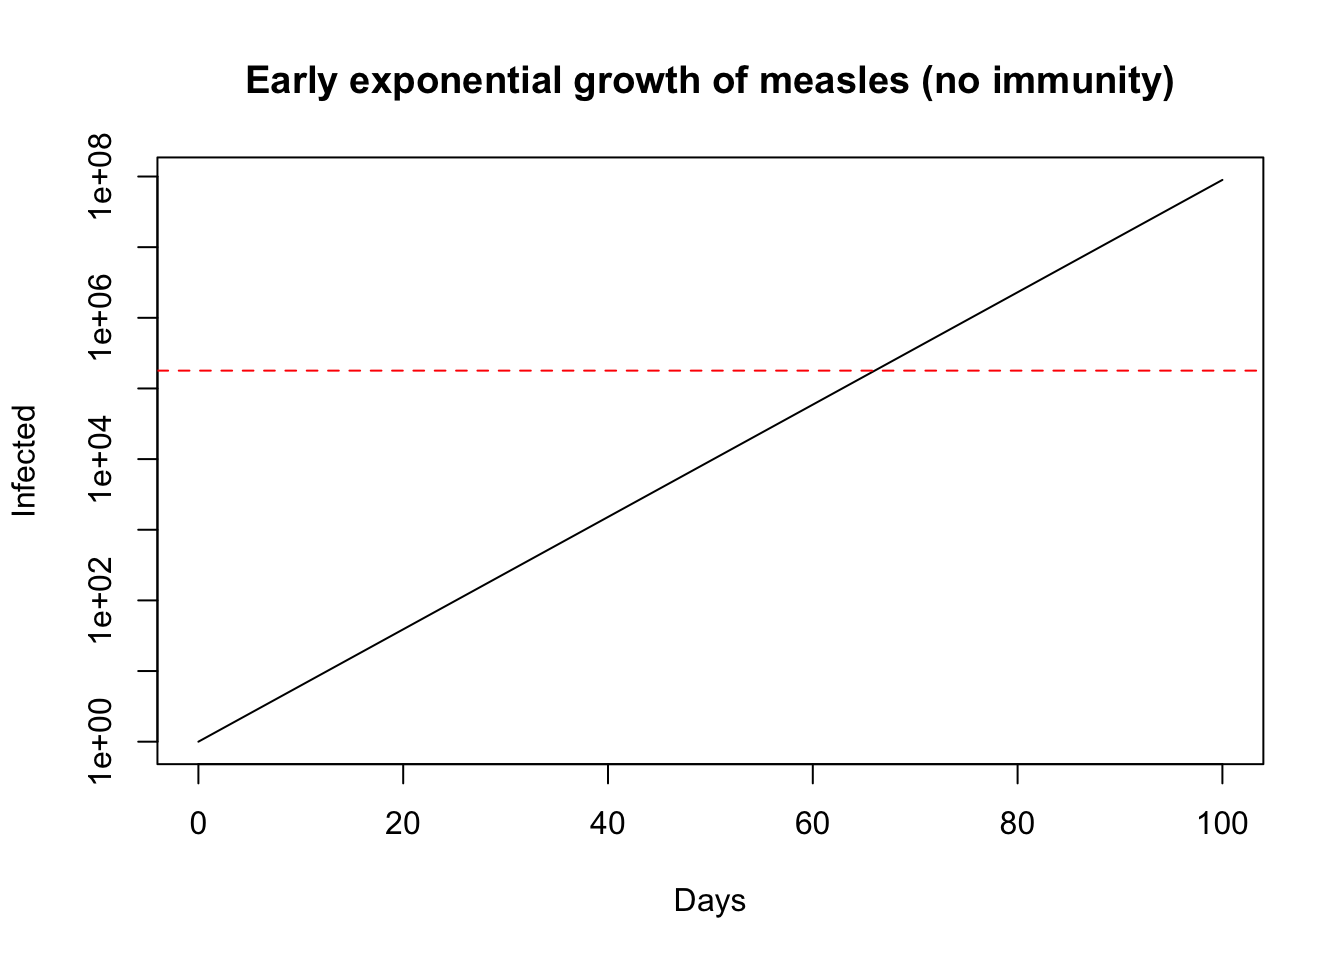 Early exponential growth of measles (no immunity)
1e+08
1e+06
1e+04
1e+02
1e+00
Infected
0 20 40 60 80 100
Days